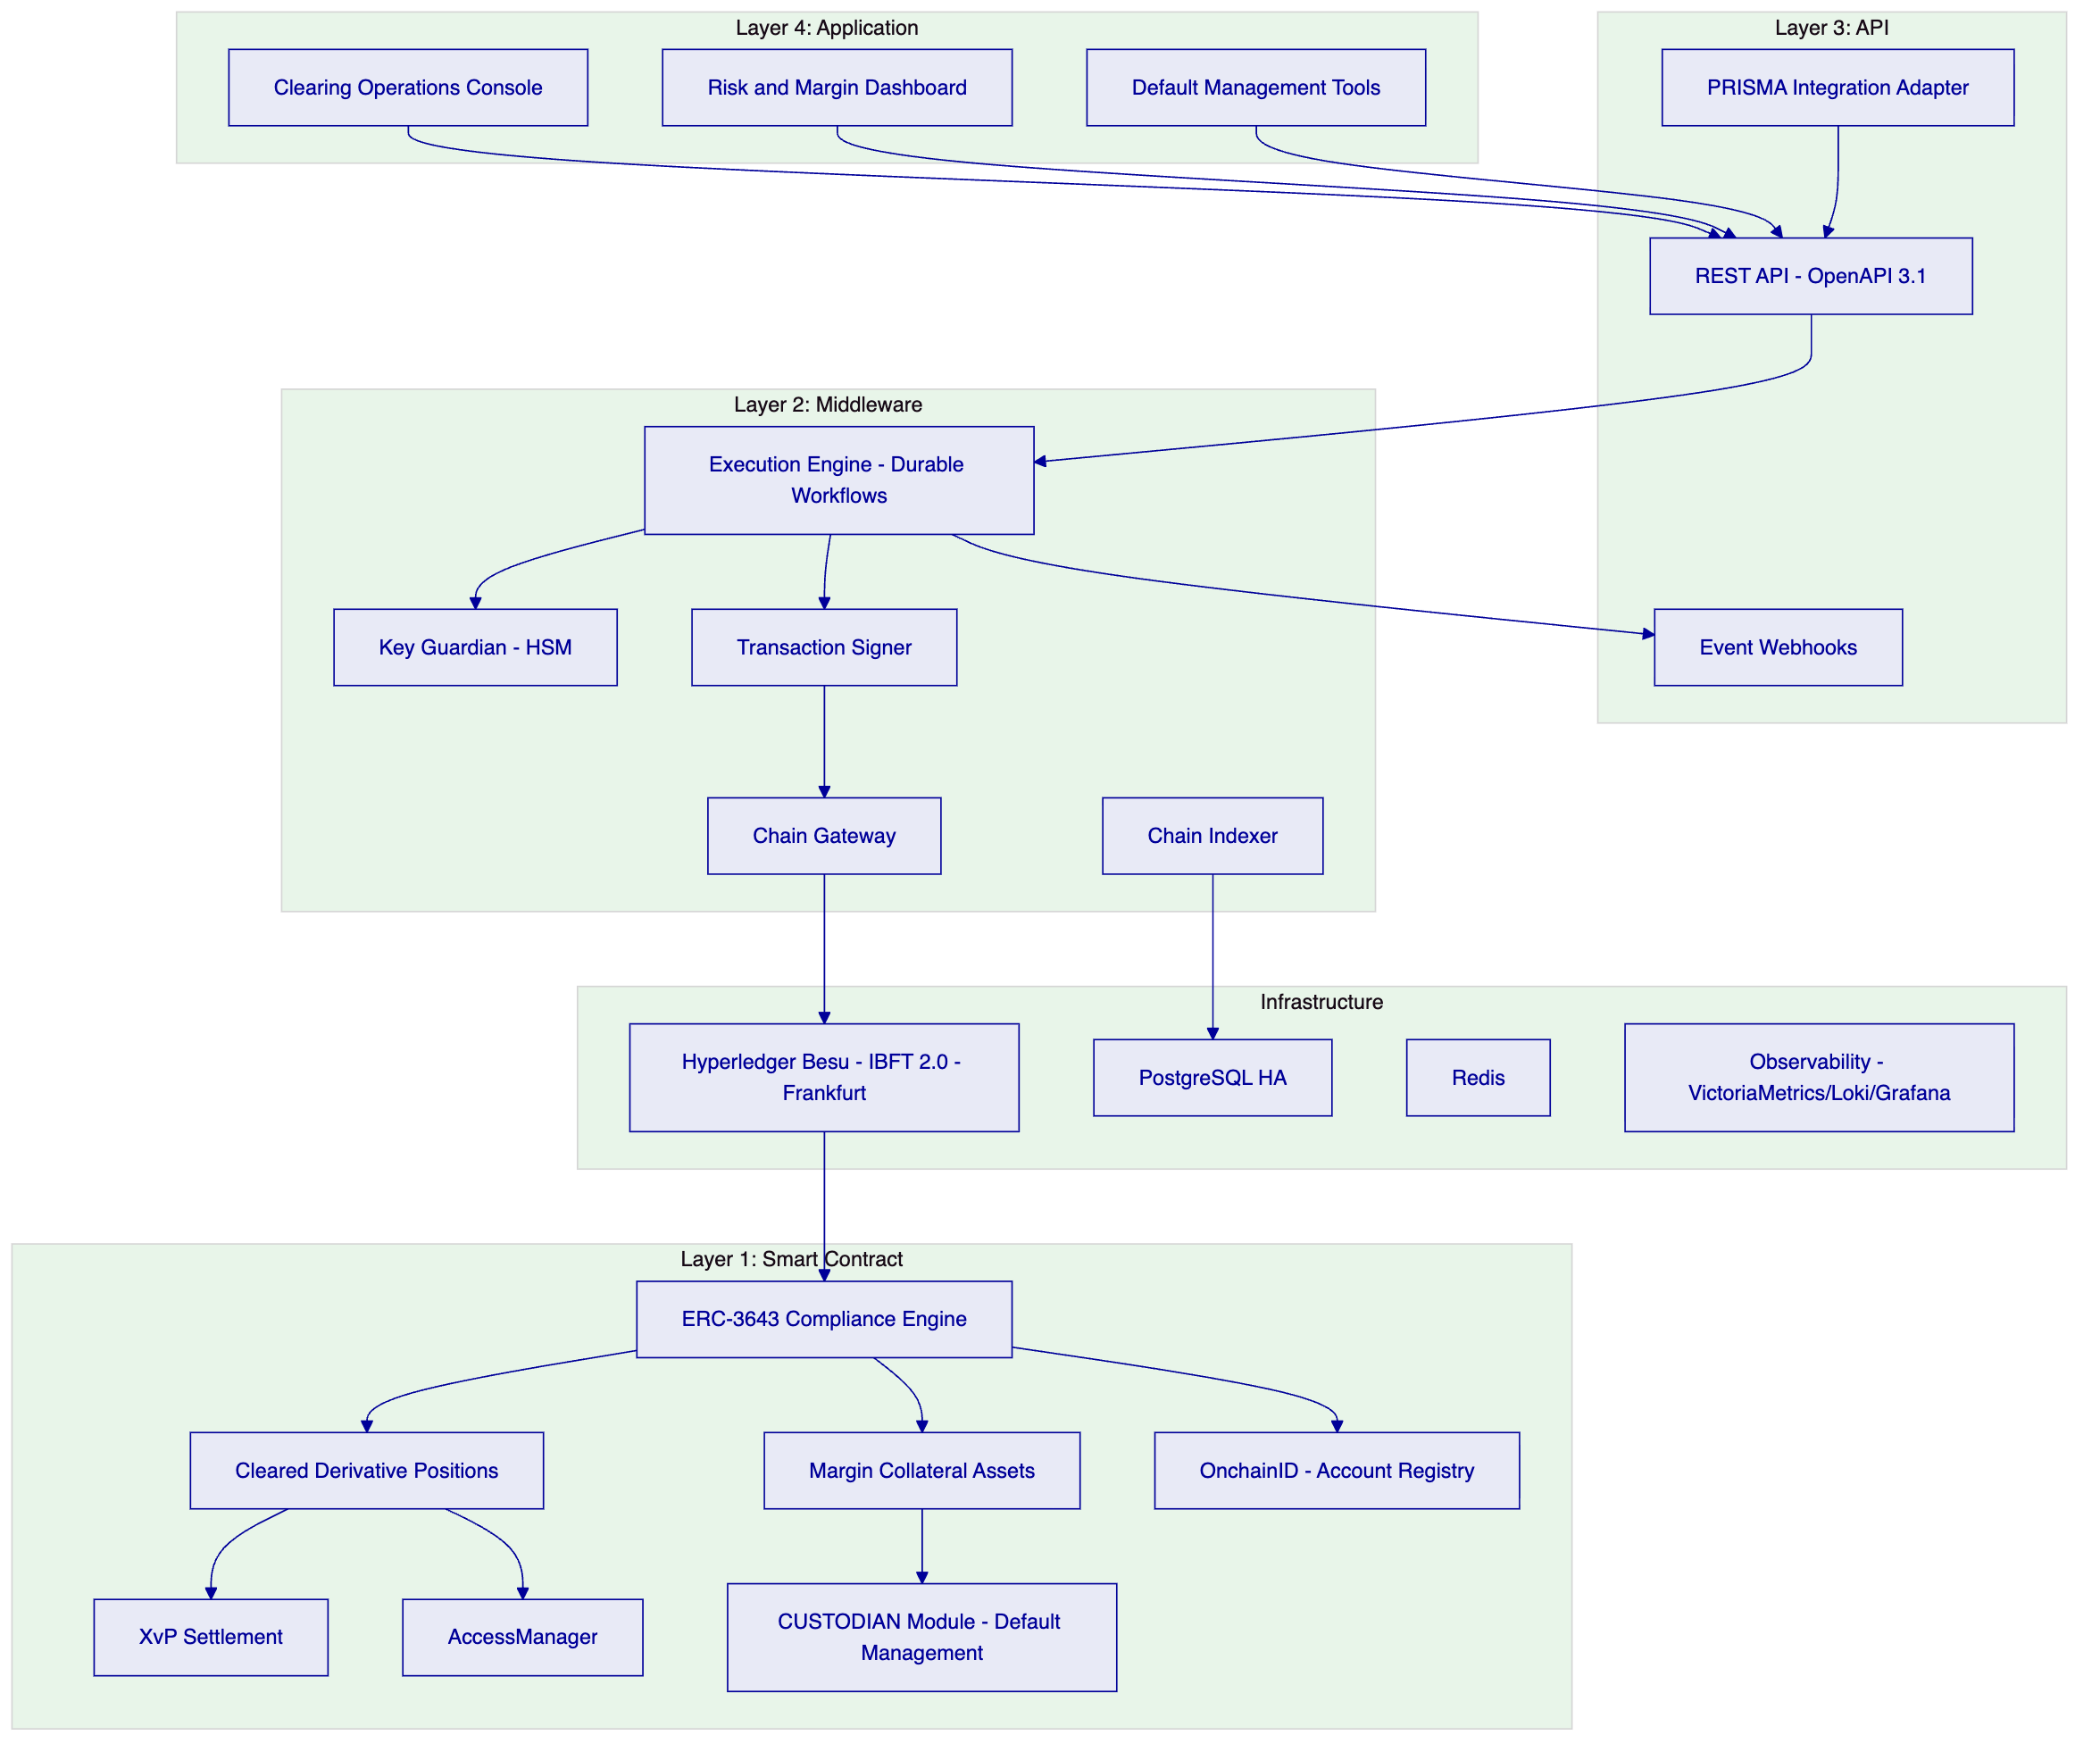 Layer 4: Application
Clearing Operations Console
Risk and Margin Dashboard
Default Management Tools
Layer 3: API
PRISMA Integration Adapter
REST API - OpenAPI 3.1
Event Webhooks
Layer 2: Middleware
Execution Engine - Durable
Workflows
Key Guardian - HSM
Transaction Signer
Chain Gateway
Chain Indexer
Infrastructure
Hyperledger Besu - IBFT 2.0 -
Frankfurt
PostgreSQL HA
Redis
Observability -
VictoriaMetrics/Loki/Grafana
Layer 1: Smart Contract
ERC-3643 Compliance Engine
Cleared Derivative Positions
Margin Collateral Assets
OnchainID - Account Registry
XvP Settlement
AccessManager
CUSTODIAN Module - Default
Management